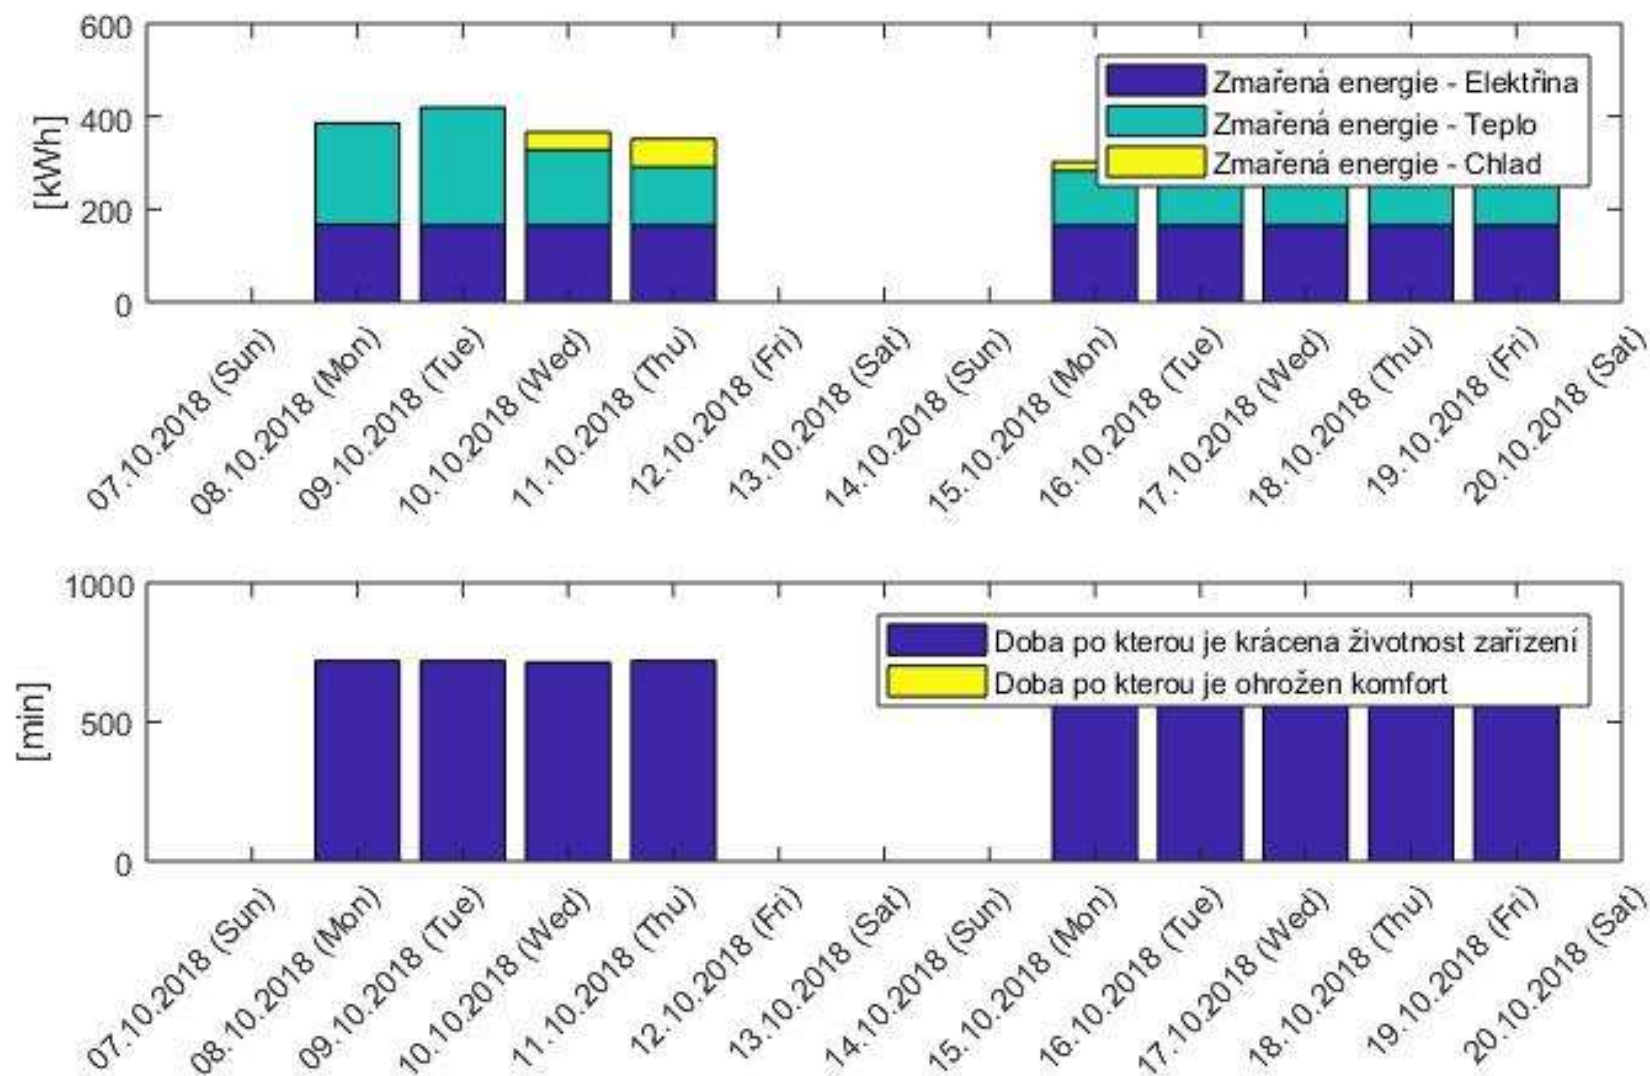 600
400
200
0
[kWh]
Zmařená energie - Elektřina
Zmařená energie - Teplo
Zmařená energie - Chlad
07.10.2018 (Sun)
08.10.2018 (Mon)
09.10.2018 (Tue)
10.10.2018 (Wed)
11.10.2018 (Thu)
12.10.2018 (Fri)
13.10.2018 (Sat)
14.10.2018 (Sun)
15.10.2018 (Mon)
16.10.2018 (Tue)
17.10.2018 (Wed)
18.10.2018 (Thu)
19.10.2018 (Fri)
20.10.2018 (Sat)
1000
500
0
[min]
Doba po kterou je krácena životnost zařízení
Doba po kterou je ohrožen komfort
07.10.2018 (Sun)
08.10.2018 (Mon)
09.10.2018 (Tue)
10.10.2018 (Wed)
11.10.2018 (Thu)
12.10.2018 (Fri)
13.10.2018 (Sat)
14.10.2018 (Sun)
15.10.2018 (Mon)
16.10.2018 (Tue)
17.10.2018 (Wed)
18.10.2018 (Thu)
19.10.2018 (Fri)
20.10.2018 (Sat)